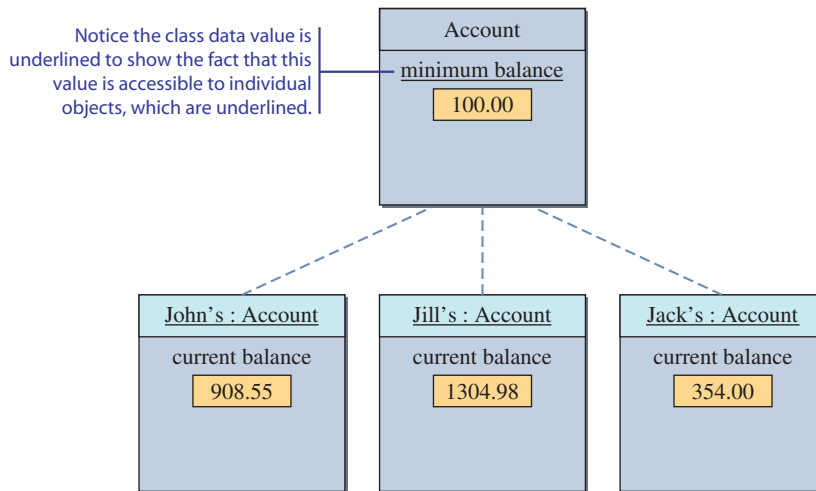 Notice the class data value is
underlined to show the fact that this
value is accessible to individual
objects, which are underlined.
Account
minimum balance
100.00
John's : Account
current balance
908.55
Jill's : Account
current balance
1304.98
Jack's : Account
current balance
354.00